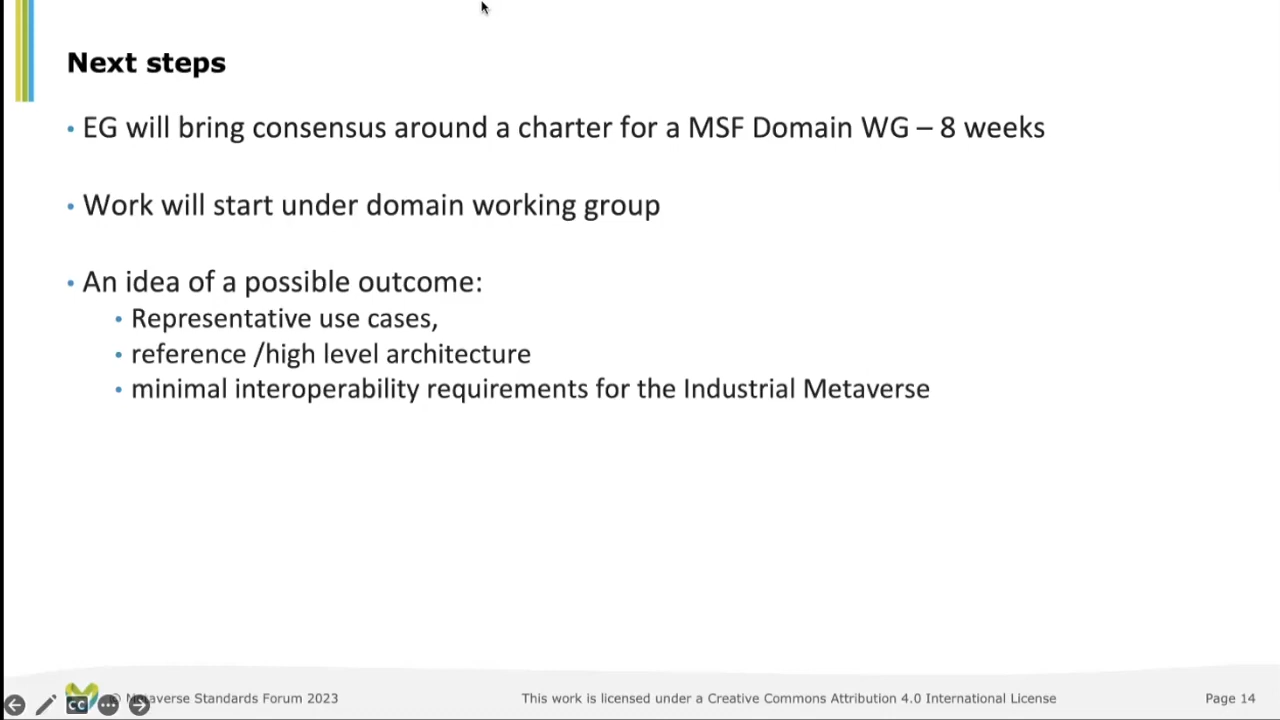 Next steps
• EG will bring consensus around a charter for a MSF Domain WG – 8 weeks
• Work will start under domain working group
• An idea of a possible outcome:
• Representative use cases,
• reference /high level architecture
• minimal interoperability requirements for the Industrial Metaverse
CC
Standards Forum 2023
This work is licensed under a Creative Commons Attribution 4.0 International License
Page 14